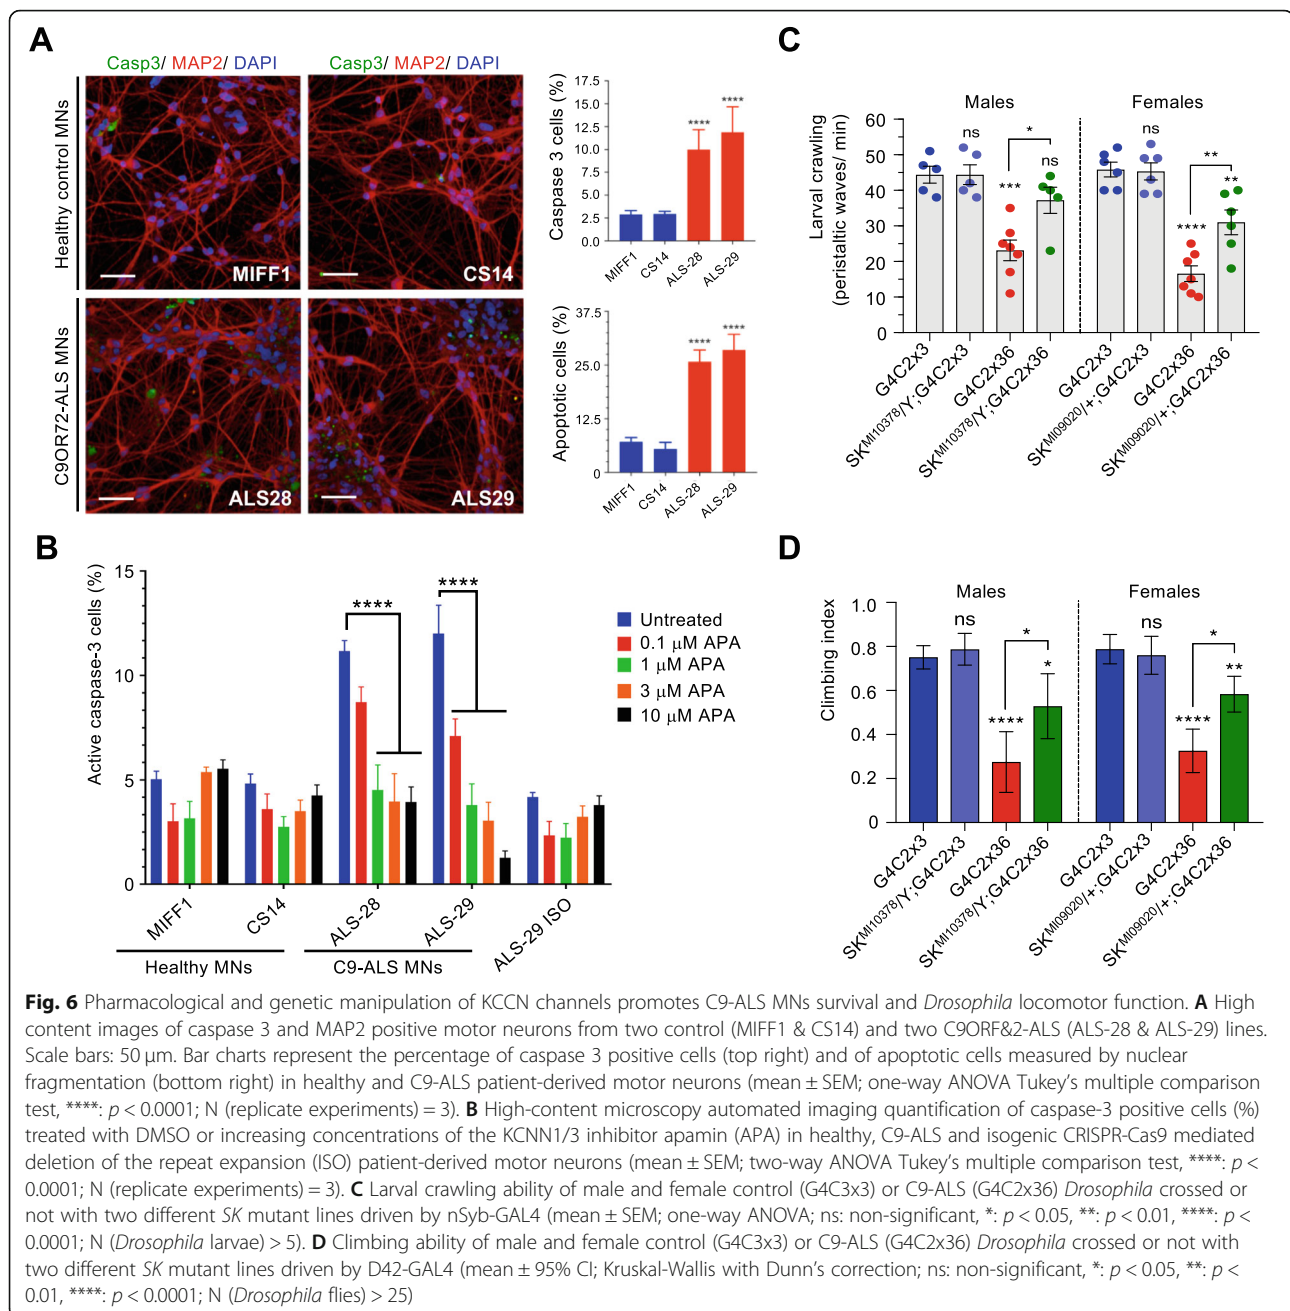 A
Casp3/ MAP2/ DAPI
Casp3/ MAP2/ DAPI
Healthy control MNs
MIFF1
CS14
C9OR72-ALS MNs
ALS28
ALS29
Caspase 3 cells (%)
17.5
15.0
12.5
10.0
7.5
5.0
2.5
0.0
****
****
MIFF1
CS14
ALS-28
ALS-29
Apoptotic cells (%)
37.5
25.0
12.5
0
****
****
MIFF1
CS14
ALS-28
ALS-29
B
Active caspase-3 cells (%)
15
10
5
0
****
****
Untreated
0.1 μM APA
1 μM APA
3 μM APA
10 μM APA
MIFF1
CS14
ALS-28
ALS-29
ALS-29 ISO
Healthy MNs
C9-ALS MNs
C
Males
Females
Larval crawling
(peristaltic waves/ min)
60
50
40
30
20
10
0
ns
***
*
ns
ns
****
**
**
G4C2x3
SK^MI10378/Y;G4C2x3
G4C2x36
SK^MI10378/Y;G4C2x36
G4C2x3
SK^MI09020/+;G4C2x3
G4C2x36
SK^MI09020/+;G4C2x36
D
Males
Females
Climbing index
1.0
0.8
0.6
0.4
0.2
0
ns
****
*
*
ns
****
*
**
G4C2x3
SK^MI10378/Y;G4C2x3
G4C2x36
SK^MI10378/Y;G4C2x36
G4C2x3
SK^MI09020/+;G4C2x3
G4C2x36
SK^MI09020/+;G4C2x36
Fig. 6 Pharmacological and genetic manipulation of KCCN channels promotes C9-ALS MNs survival and Drosophila locomotor function. A High
content images of caspase 3 and MAP2 positive motor neurons from two control (MIFF1 & CS14) and two C9ORF&2-ALS (ALS-28 & ALS-29) lines.
Scale bars: 50 μm. Bar charts represent the percentage of caspase 3 positive cells (top right) and of apoptotic cells measured by nuclear
fragmentation (bottom right) in healthy and C9-ALS patient-derived motor neurons (mean ± SEM; one-way ANOVA Tukey's multiple comparison
test, ****: p < 0.0001; N (replicate experiments) = 3). B High-content microscopy automated imaging quantification of caspase-3 positive cells (%)
treated with DMSO or increasing concentrations of the KCNN1/3 inhibitor apamin (APA) in healthy, C9-ALS and isogenic CRISPR-Cas9 mediated
deletion of the repeat expansion (ISO) patient-derived motor neurons (mean ± SEM; two-way ANOVA Tukey's multiple comparison test, ****: p <
0.0001; N (replicate experiments) = 3). C Larval crawling ability of male and female control (G4C3x3) or C9-ALS (G4C2x36) Drosophila crossed or
not with two different SK mutant lines driven by nSyb-GAL4 (mean ± SEM; one-way ANOVA; ns: non-significant, *: p < 0.05, **: p < 0.01, ****: p <
0.0001; N (Drosophila larvae) > 5). D Climbing ability of male and female control (G4C3x3) or C9-ALS (G4C2x36) Drosophila crossed or not with
two different SK mutant lines driven by D42-GAL4 (mean ± 95% CI; Kruskal-Wallis with Dunn's correction; ns: non-significant, *: p < 0.05, **: p <
0.01, ****: p < 0.0001; N (Drosophila flies) > 25)